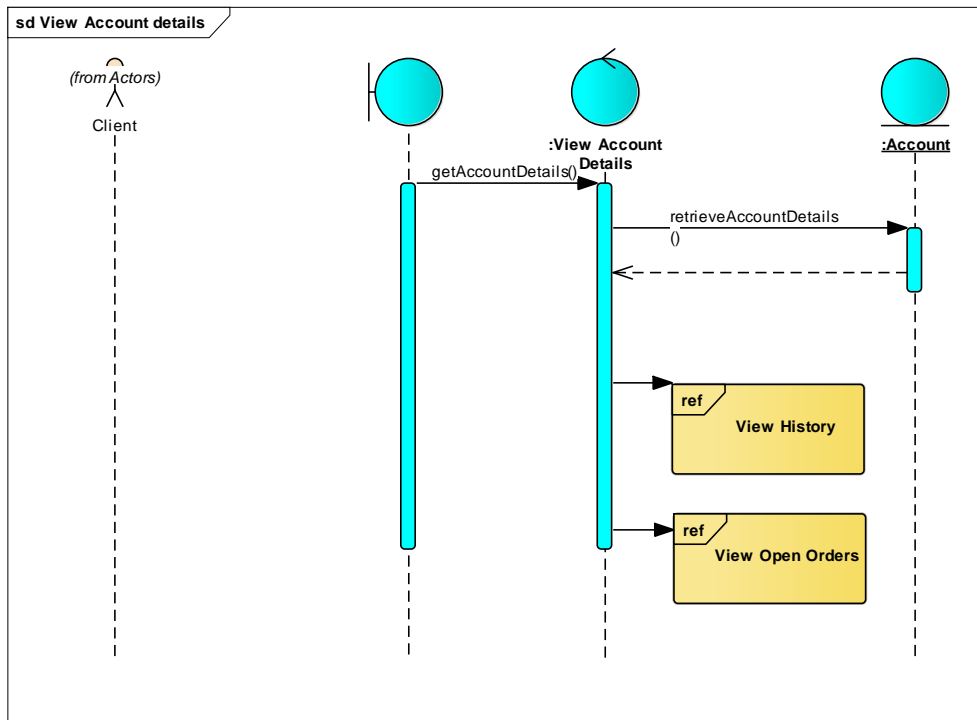 sd View Account details
(from Actors)
Client
:View Account
Details
:Account
getAccountDetails()
retrieveAccountDetails
()
ref
View History
ref
View Open Orders